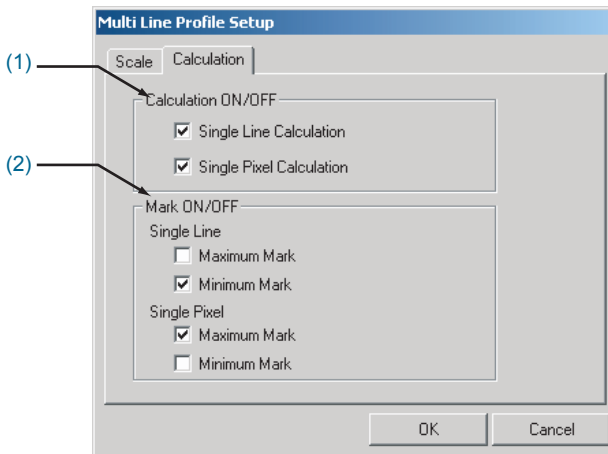 Multi Line Profile Setup
Scale Calculation
(1)
Calculation ON/OFF
Single Line Calculation
Single Pixel Calculation
(2)
Mark ON/OFF
Single Line
Maximum Mark
Minimum Mark
Single Pixel
Maximum Mark
Minimum Mark
OK Cancel